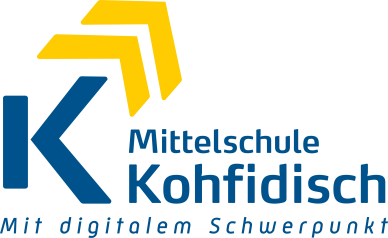 K
Mittelschule
Kohfidisch
Mit digitalem Schwerpunkt